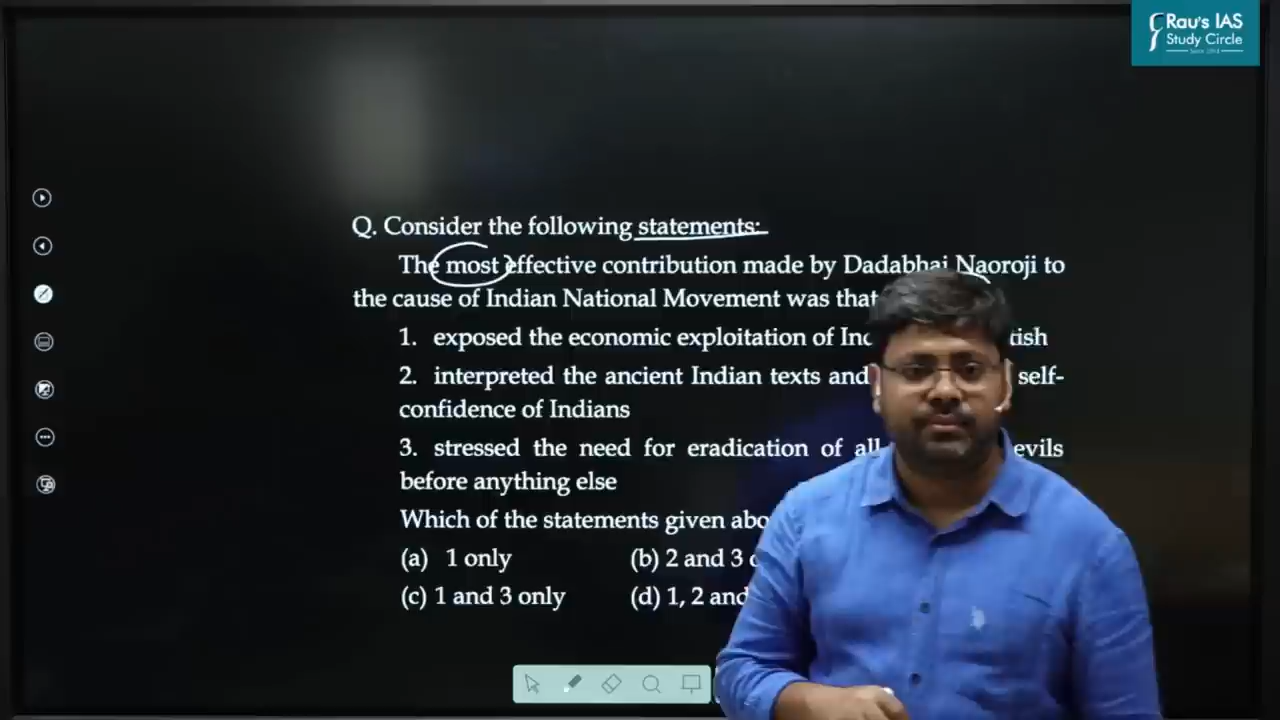 Rau's IAS
Study Circle
Q. Consider the following statements:
The most effective contribution made by Dadabhai Naoroji to
the cause of Indian National Movement was that
1. exposed the economic exploitation of
2. interpreted the ancient Indian texts and self-
confidence of Indians
3. stressed the need for eradication of all evils
before anything else
Which of the statements given
(a) 1 only (b) 2 and 3
(c) 1 and 3 only (d) 1, 2 and